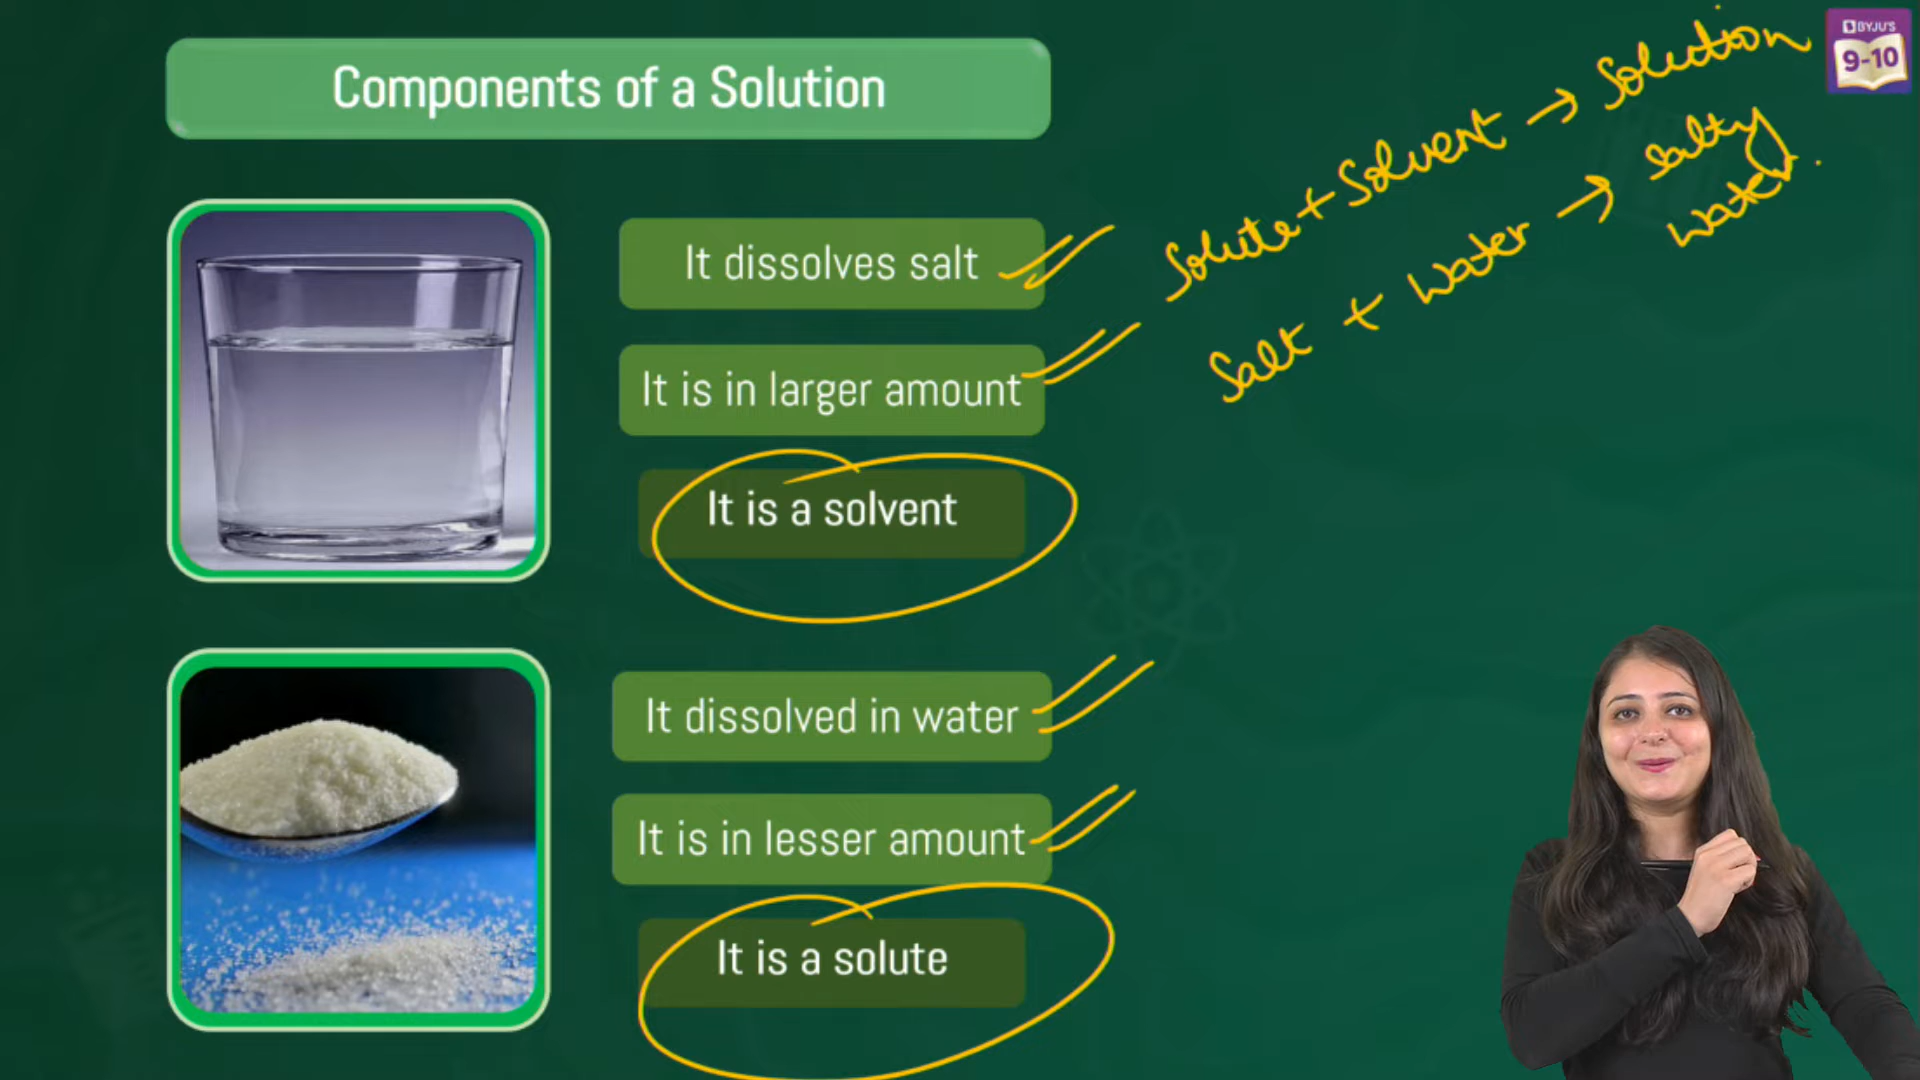 Components of a Solution
BYJU'S
9-10
Solute + Solvent → Solution
Salt + Water → Salty
Water.
It dissolves salt
It is in larger amount
It is a solvent
It dissolved in water
It is in lesser amount
It is a solute